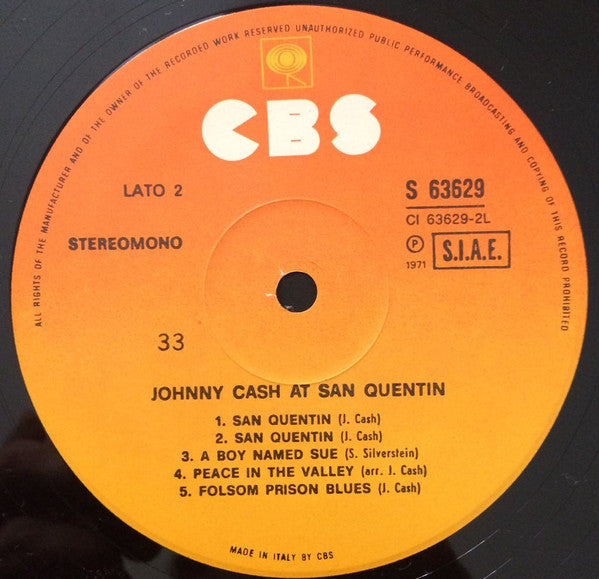 ALL RIGHTS OF THE MANUFACTURER AND OF THE OWNER OF THE RECORDED WORK RESERVED UNAUTHORIZED PUBLIC PERFORMANCE BROADCASTING AND COPYING OF THIS RECORD PROHIBITED
CBS
LATO 2
S 63629
CI 63629-2L
STEREOMONO
℗ 1971
S.I.A.E.
33
JOHNNY CASH AT SAN QUENTIN
1. SAN QUENTIN (J. Cash)
2. SAN QUENTIN (J. Cash)
3. A BOY NAMED SUE (S. Silverstein)
4. PEACE IN THE VALLEY (arr. J. Cash)
5. FOLSOM PRISON BLUES (J. Cash)
MADE IN ITALY BY CBS